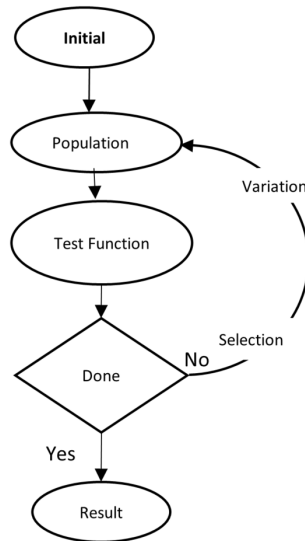 Initial
Population
Variation
Test Function
Selection
No
Done
Yes
Result